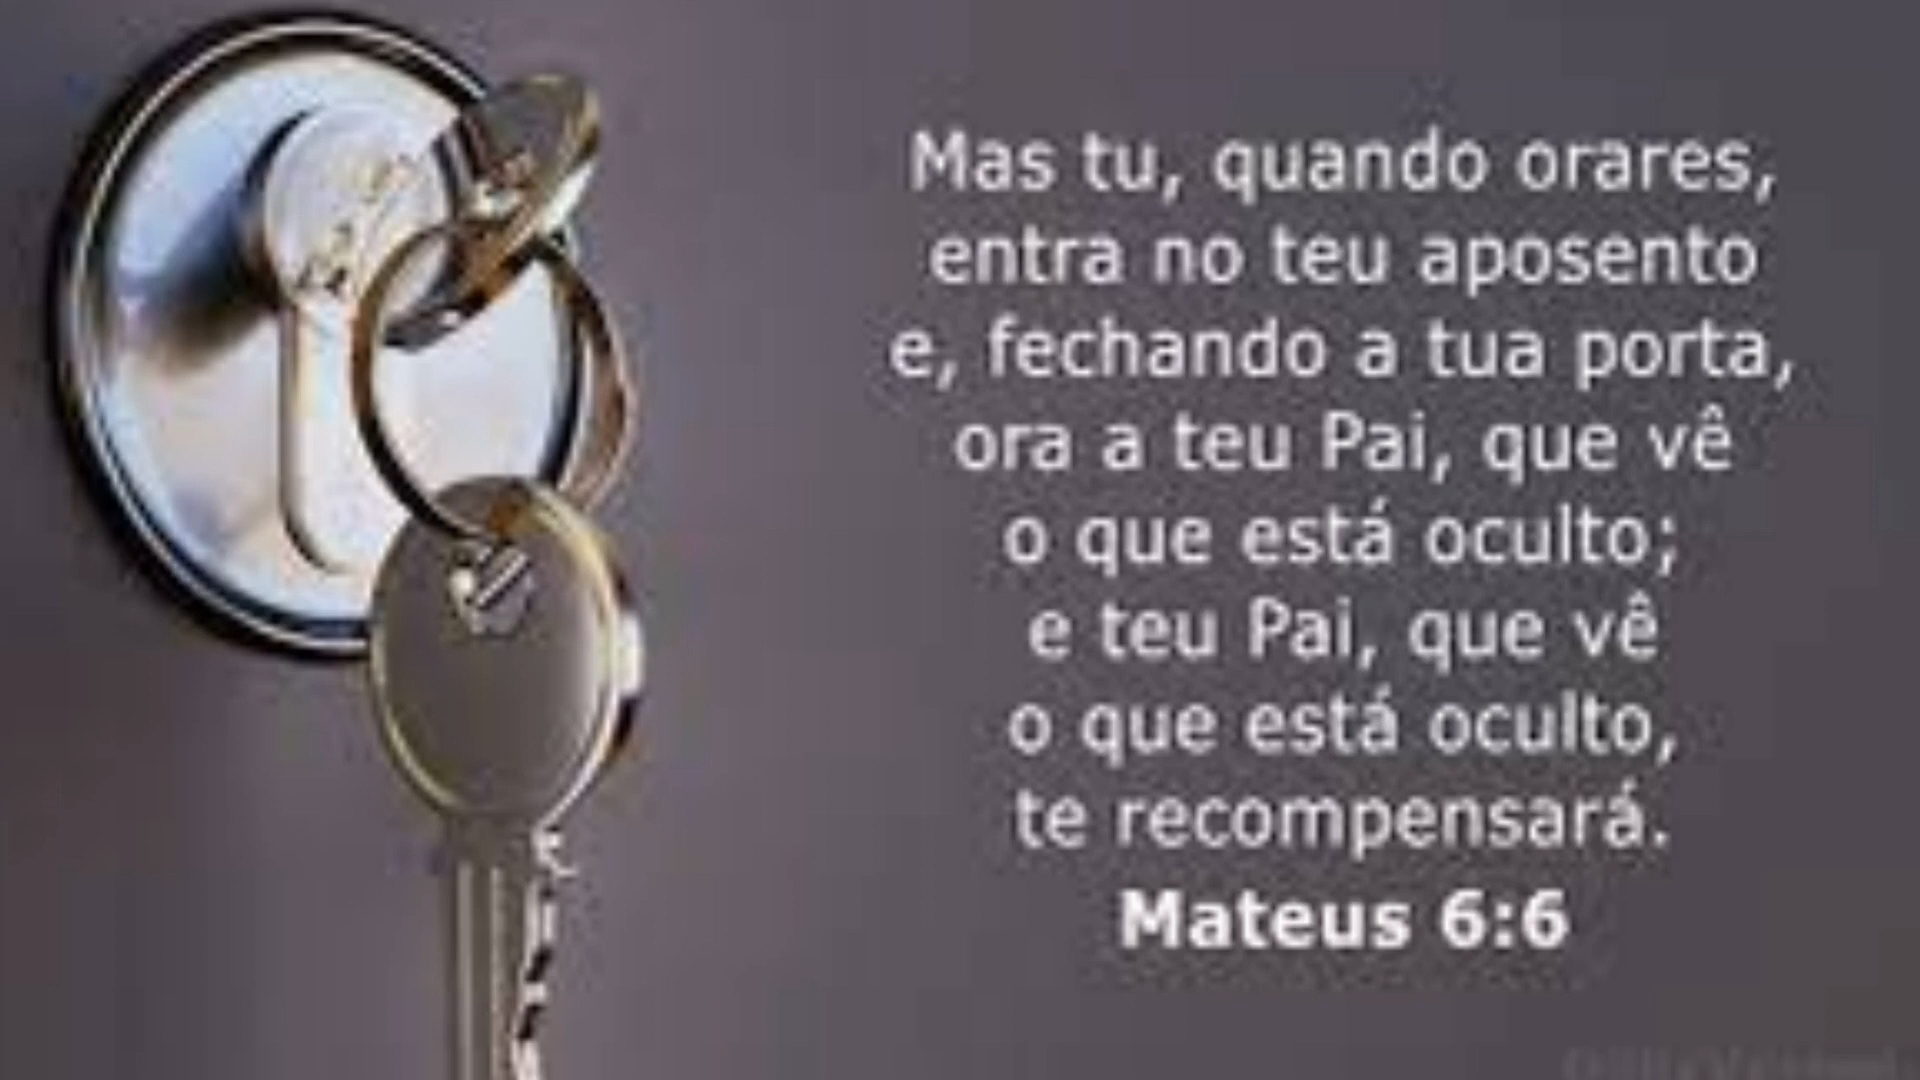 Mas tu, quando orares,
entra no teu aposento
e, fechando a tua porta,
ora a teu Pai, que vê
o que está oculto;
e teu Pai, que vê
o que está oculto,
te recompensará.
Mateus 6:6